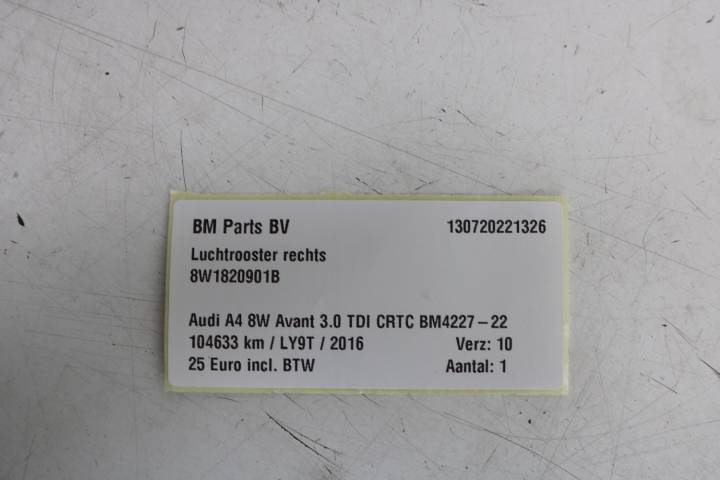 BM Parts BV 130720221326
Luchtrooster rechts
8W1820901B
Audi A4 8W Avant 3.0 TDI CRTC BM4227-22
104633 km / LY9T / 2016 Verz: 10
25 Euro incl. BTW Aantal: 1